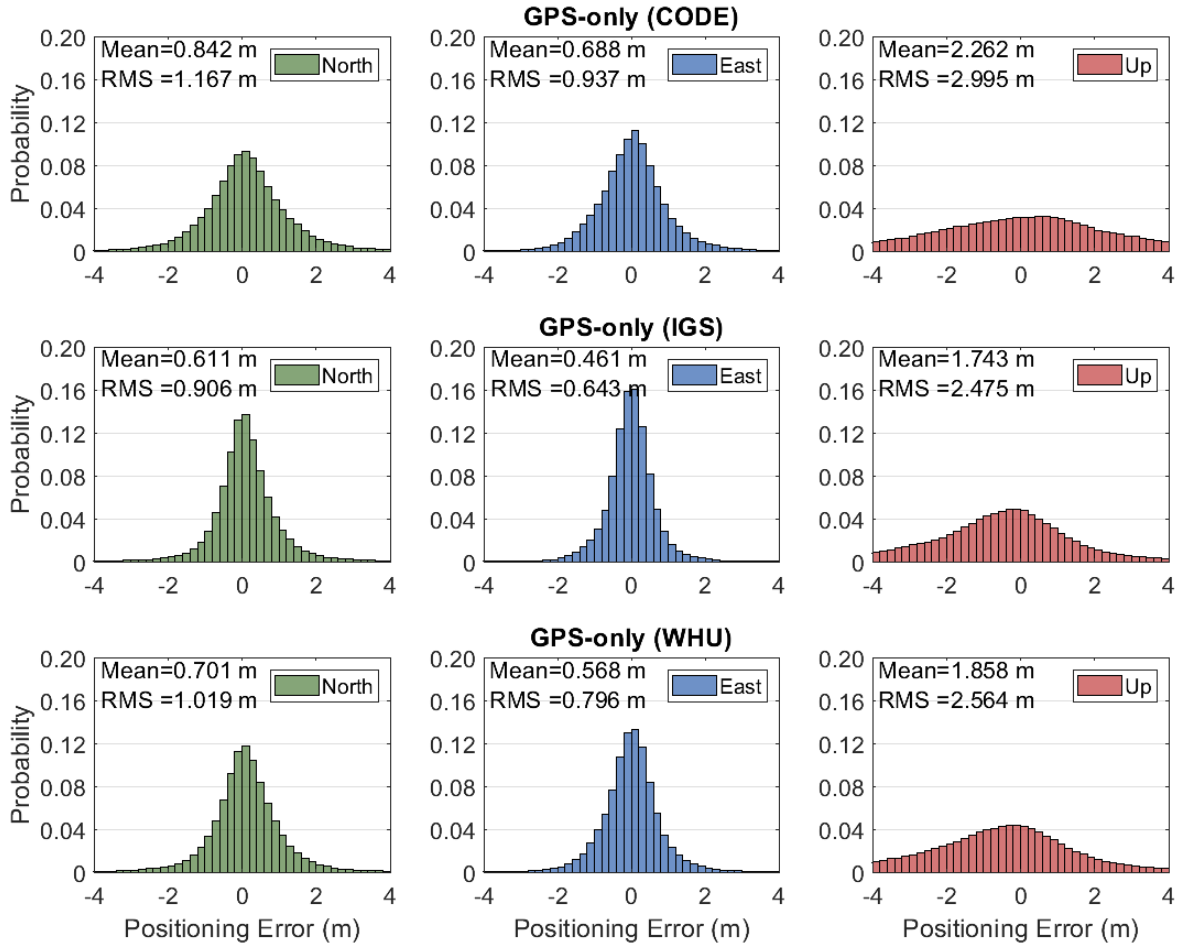 GPS-only (CODE)
Probability
0.20
0.16
0.12
0.08
0.04
0
Mean=0.842 m
RMS =1.167 m
North
-4 -2 0 2 4
0.20
0.16
0.12
0.08
0.04
0
Mean=0.688 m
RMS =0.937 m
East
-4 -2 0 2 4
0.20
0.16
0.12
0.08
0.04
0
Mean=2.262 m
RMS =2.995 m
Up
-4 -2 0 2 4
GPS-only (IGS)
Probability
0.20
0.16
0.12
0.08
0.04
0
Mean=0.611 m
RMS =0.906 m
North
-4 -2 0 2 4
0.20
0.16
0.12
0.08
0.04
0
Mean=0.461 m
RMS =0.643 m
East
-4 -2 0 2 4
0.20
0.16
0.12
0.08
0.04
0
Mean=1.743 m
RMS =2.475 m
Up
-4 -2 0 2 4
GPS-only (WHU)
Probability
0.20
0.16
0.12
0.08
0.04
0
Mean=0.701 m
RMS =1.019 m
North
-4 -2 0 2 4
Positioning Error (m)
0.20
0.16
0.12
0.08
0.04
0
Mean=0.568 m
RMS =0.796 m
East
-4 -2 0 2 4
Positioning Error (m)
0.20
0.16
0.12
0.08
0.04
0
Mean=1.858 m
RMS =2.564 m
Up
-4 -2 0 2 4
Positioning Error (m)